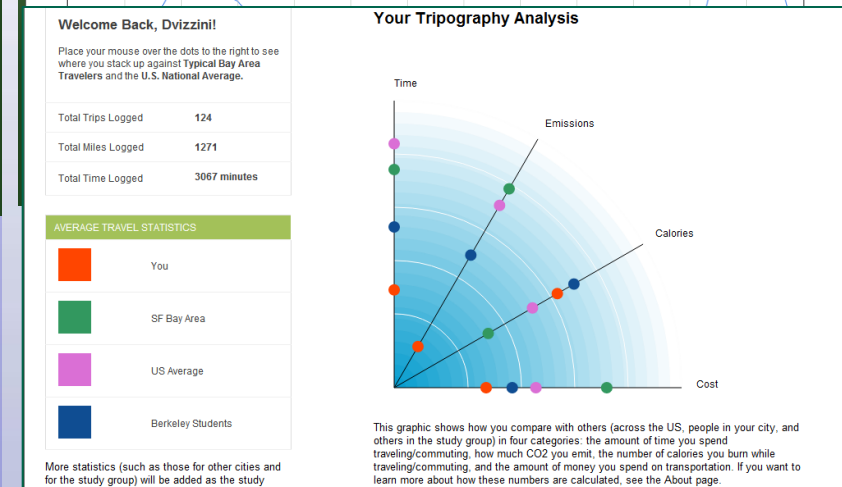 Welcome Back, Dvizzini!
Place your mouse over the dots to the right to see
where you stack up against Typical Bay Area
Travelers and the U.S. National Average.
Total Trips Logged 124
Total Miles Logged 1271
Total Time Logged 3067 minutes
AVERAGE TRAVEL STATISTICS
You
SF Bay Area
US Average
Berkeley Students
More statistics (such as those for other cities and
for the study group) will be added as the study
Your Tripography Analysis
Time
Emissions
Calories
Cost
This graphic shows how you compare with others (across the US, people in your city, and
others in the study group) in four categories: the amount of time you spend
traveling/commuting, how much CO2 you emit, the number of calories you burn while
traveling/commuting, and the amount of money you spend on transportation. If you want to
learn more about how these numbers are calculated, see the About page.